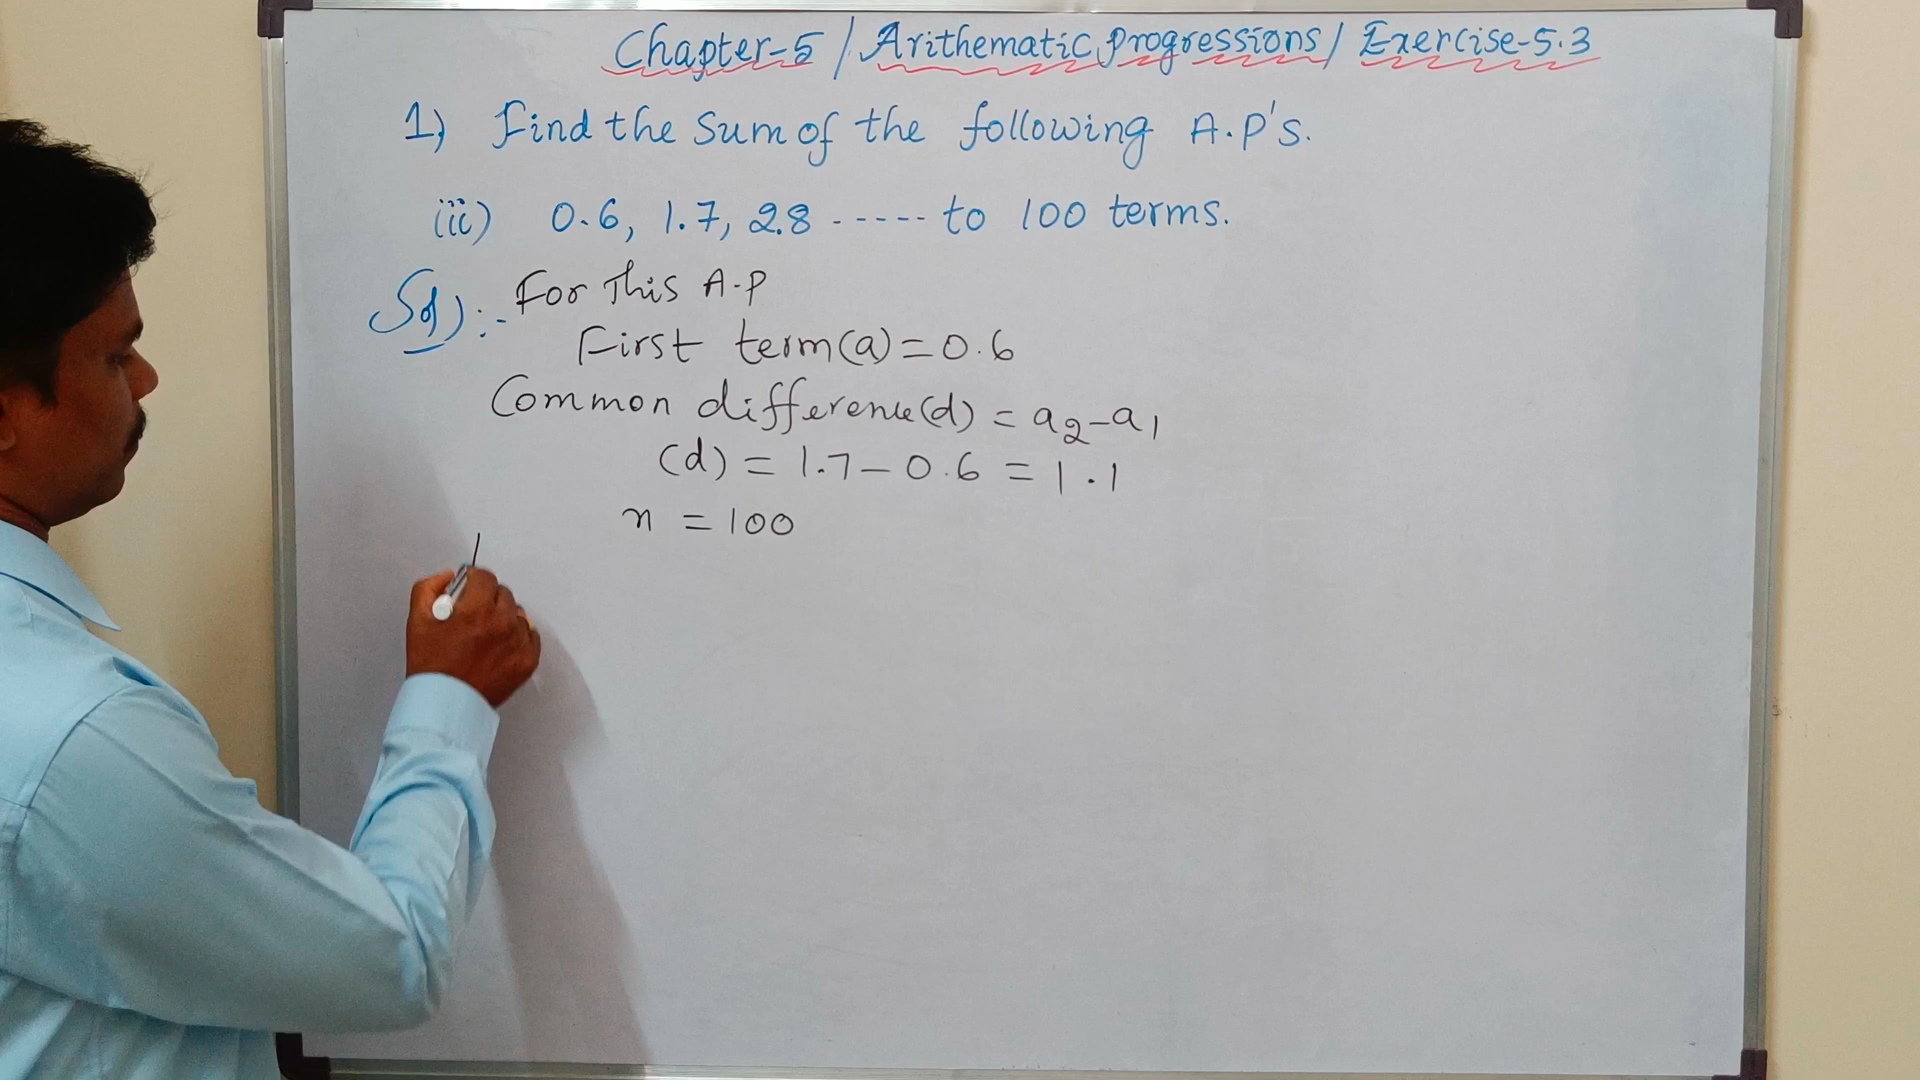 Chapter-5 / Arithematic progressions / Exercise-5.3
1) Find the Sum of the following A.P's.
(iii) 0.6, 1.7, 2.8 ----- to 100 terms.
Sol):- For This A.P
First term(a) = 0.6
Common difference(d) = a₂-a₁
(d) = 1.7 - 0.6 = 1.1
n = 100